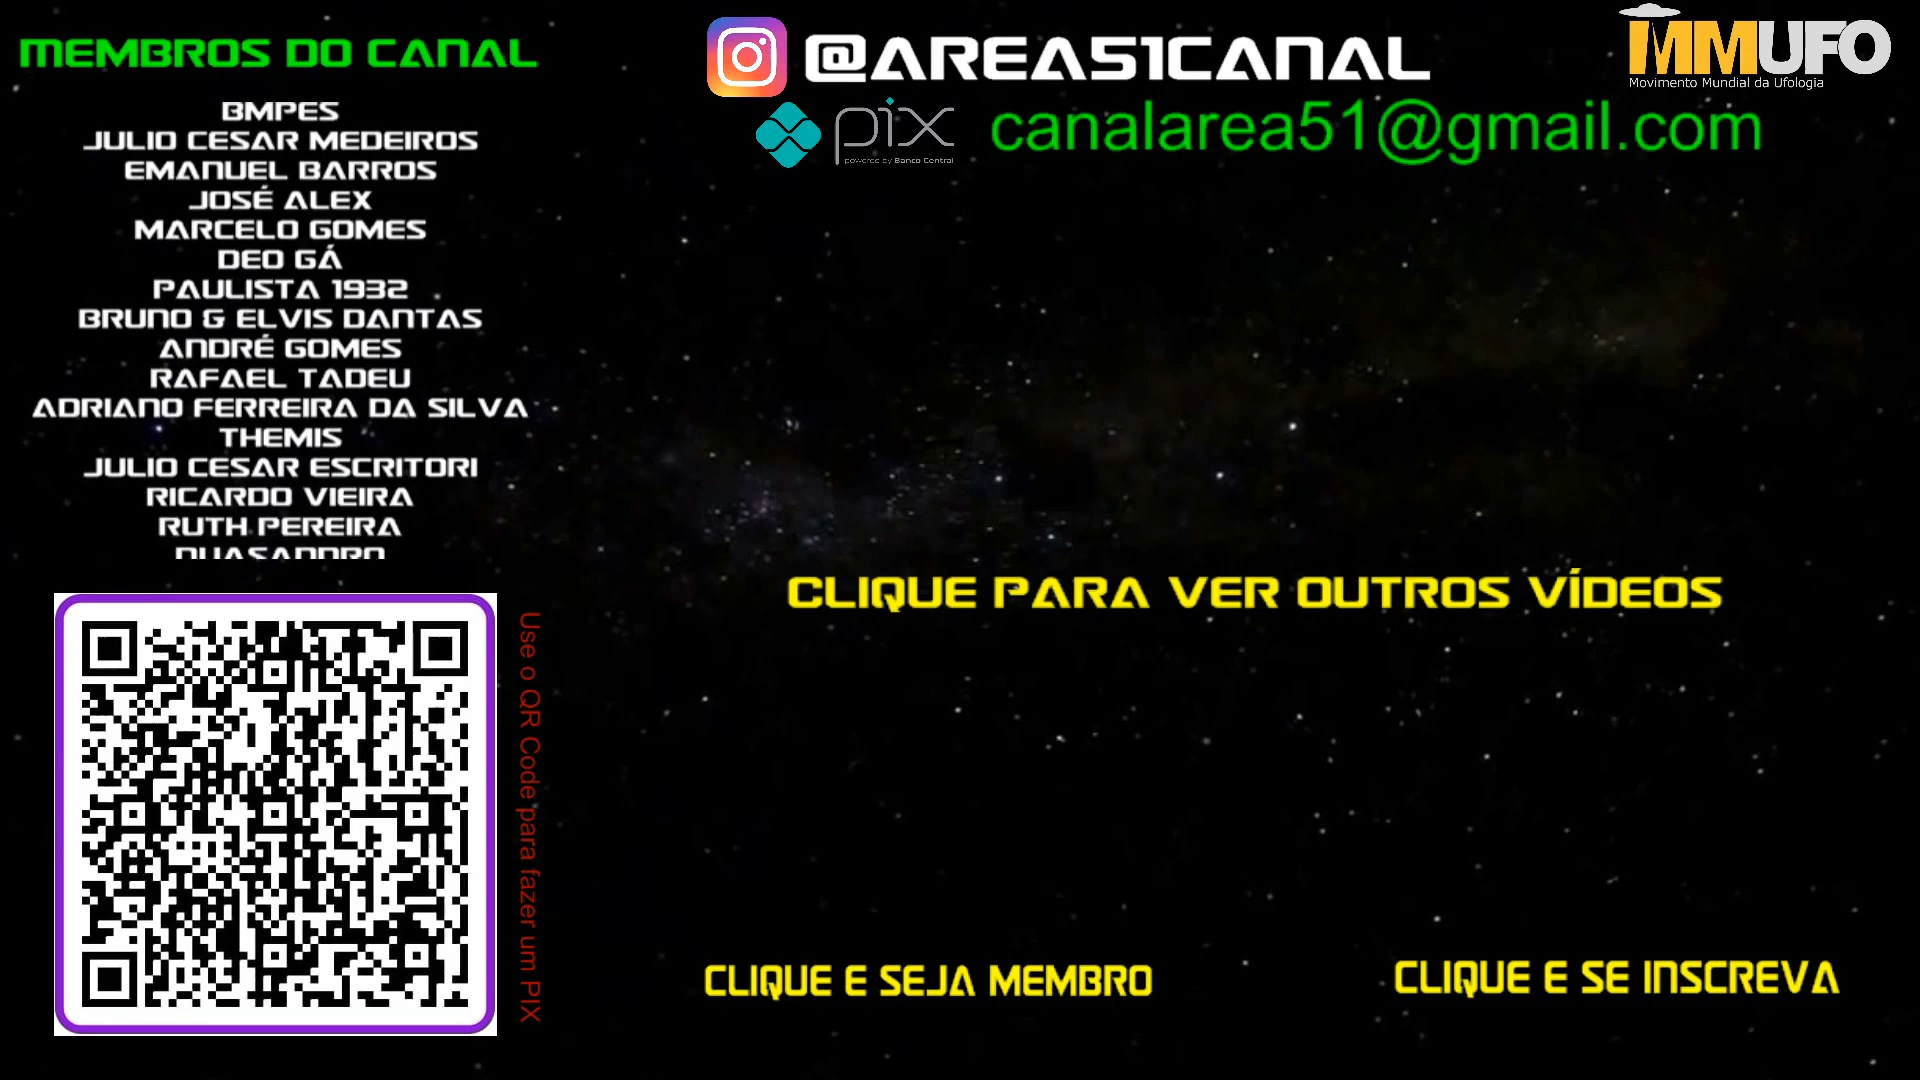 MEMBROS DO CANAL
BMPES
JULIO CESAR MEDEIROS
EMANUEL BARROS
JOSÉ ALEX
MARCELO GOMES
DEO GÁ
PAULISTA 1932
BRUNO & ELVIS DANTAS
ANDRÉ GOMES
RAFAEL TADEU
ADRIANO FERREIRA DA SILVA
THEMIS
JULIO CESAR ESCRITORI
RICARDO VIEIRA
RUTH PEREIRA
@AREA51CANAL
pix
powered by Banco Central
canalarea51@gmail.com
MMUFO
Movimento Mundial da Ufologia
CLIQUE PARA VER OUTROS VÍDEOS
Use o QR Code para fazer um PIX
CLIQUE E SEJA MEMBRO
CLIQUE E SE INSCREVA